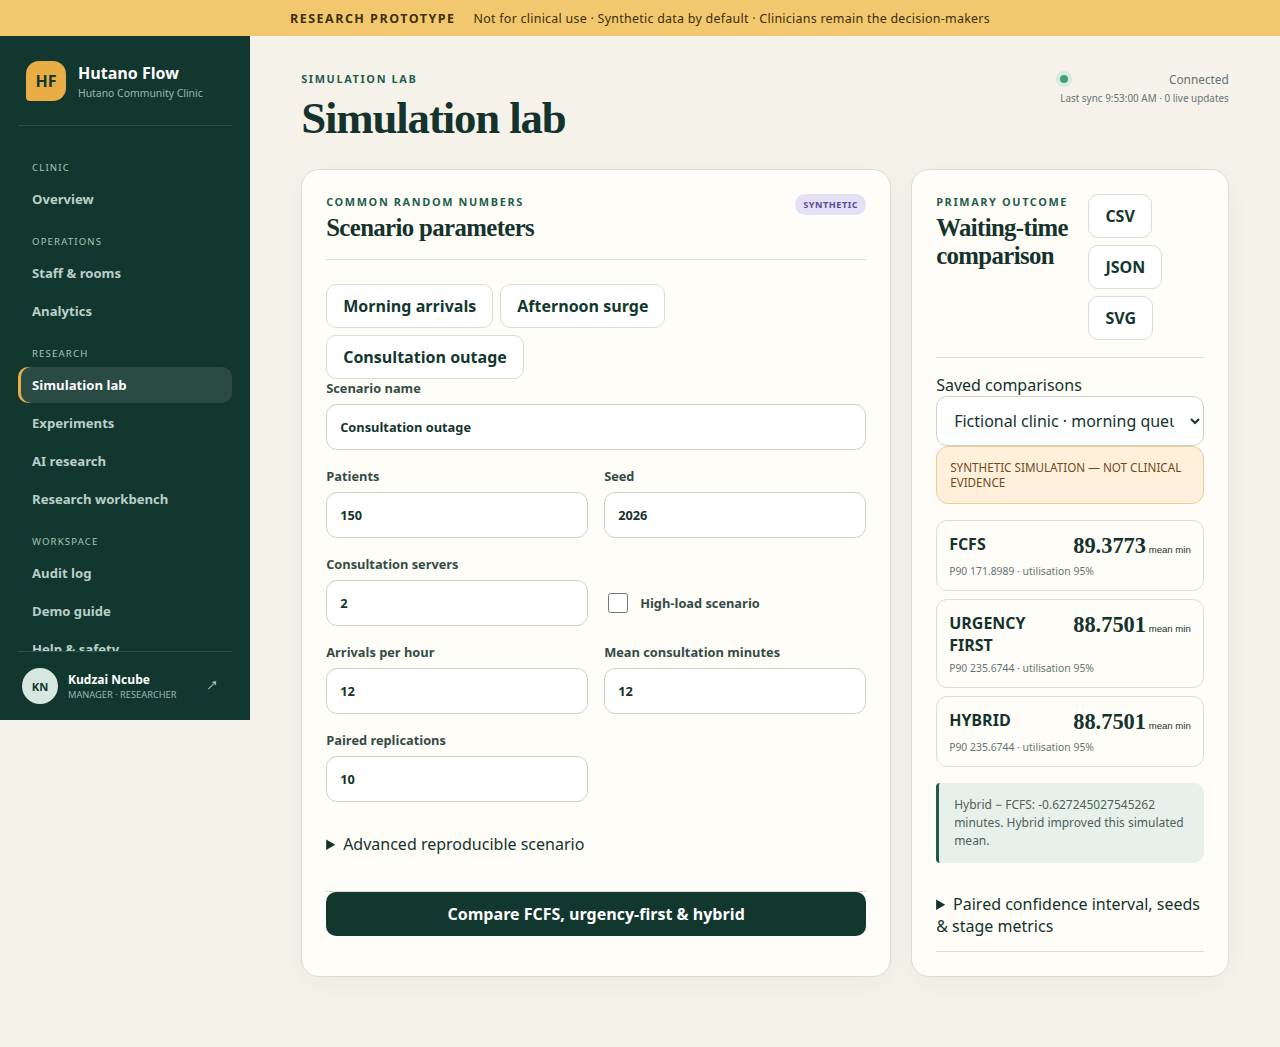 RESEARCH PROTOTYPE Not for clinical use · Synthetic data by default · Clinicians remain the decision-makers
HF
Hutano Flow
Hutano Community Clinic
CLINIC
Overview
OPERATIONS
Staff & rooms
Analytics
RESEARCH
Simulation lab
Experiments
AI research
Research workbench
WORKSPACE
Audit log
Demo guide
Help & safety
KN
Kudzai Ncube
MANAGER · RESEARCHER
↗
SIMULATION LAB
Simulation lab
Connected
Last sync 9:53:00 AM · 0 live updates
COMMON RANDOM NUMBERS
Scenario parameters
SYNTHETIC
Morning arrivals
Afternoon surge
Consultation outage
Scenario name
Consultation outage
Patients
150
Seed
2026
Consultation servers
2
High-load scenario
Arrivals per hour
12
Mean consultation minutes
12
Paired replications
10
Advanced reproducible scenario
Compare FCFS, urgency-first & hybrid
PRIMARY OUTCOME
Waiting-time
comparison
CSV
JSON
SVG
Saved comparisons
Fictional clinic · morning queu
SYNTHETIC SIMULATION — NOT CLINICAL
EVIDENCE
FCFS
89.3773 mean min
P90 171.8989 · utilisation 95%
URGENCY
FIRST
88.7501 mean min
P90 235.6744 · utilisation 95%
HYBRID
88.7501 mean min
P90 235.6744 · utilisation 95%
Hybrid − FCFS: -0.627245027545262
minutes. Hybrid improved this simulated
mean.
Paired confidence interval, seeds
& stage metrics